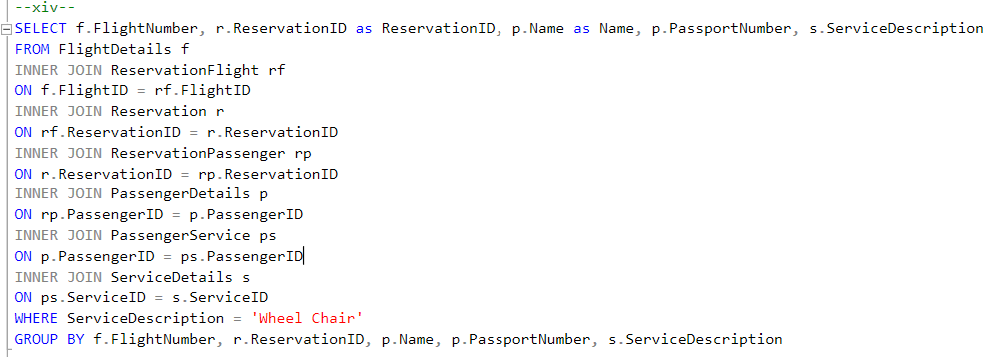 --xiv--
SELECT f.FlightNumber, r.ReservationID as ReservationID, p.Name as Name, p.PassportNumber, s.ServiceDescription
FROM FlightDetails f
INNER JOIN ReservationFlight rf
ON f.FlightID = rf.FlightID
INNER JOIN Reservation r
ON rf.ReservationID = r.ReservationID
INNER JOIN ReservationPassenger rp
ON r.ReservationID = rp.ReservationID
INNER JOIN PassengerDetails p
ON rp.PassengerID = p.PassengerID
INNER JOIN PassengerService ps
ON p.PassengerID = ps.PassengerID
INNER JOIN ServiceDetails s
ON ps.ServiceID = s.ServiceID
WHERE ServiceDescription = 'Wheel Chair'
GROUP BY f.FlightNumber, r.ReservationID, p.Name, p.PassportNumber, s.ServiceDescription